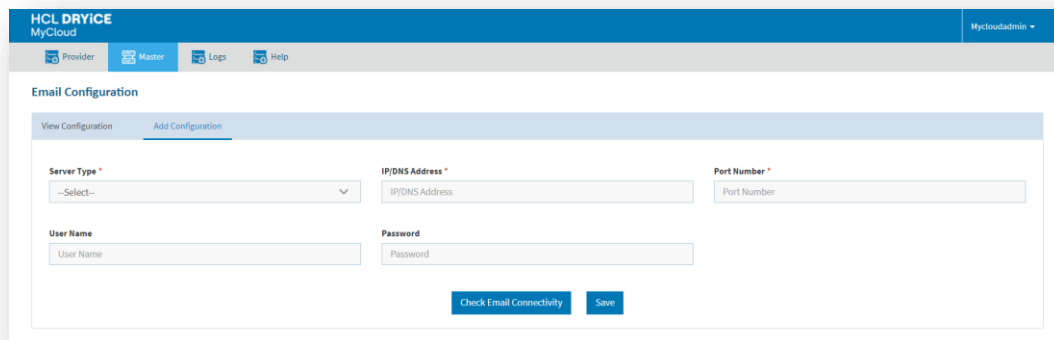 HCL DRYiCE
MyCloud
Mycloudadmin
Provider Master Logs Help
Email Configuration
View Configuration Add Configuration
Server Type * IP/DNS Address * Port Number *
--Select-- IP/DNS Address Port Number
User Name Password
User Name Password
Check Email Connectivity Save